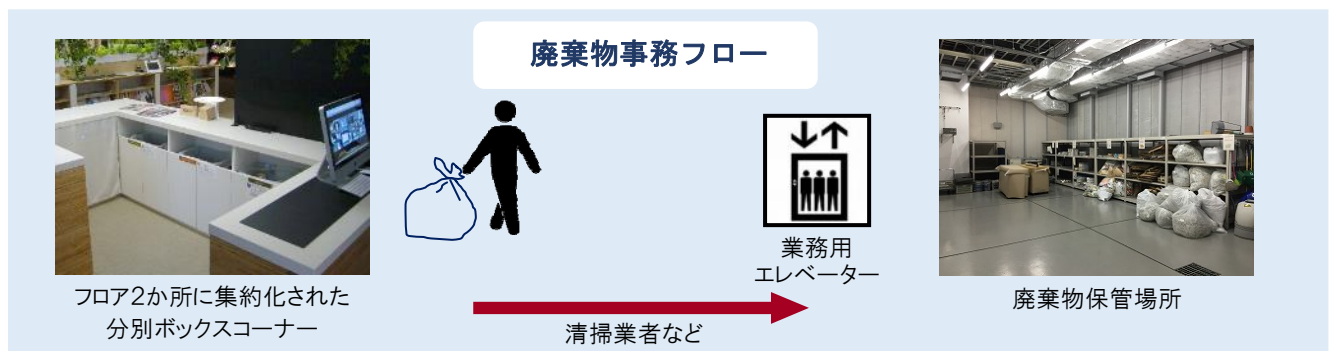 廃棄物事務フロー
フロア2か所に集約化された
分別ボックスコーナー
清掃業者など
業務用
エレベーター
廃棄物保管場所